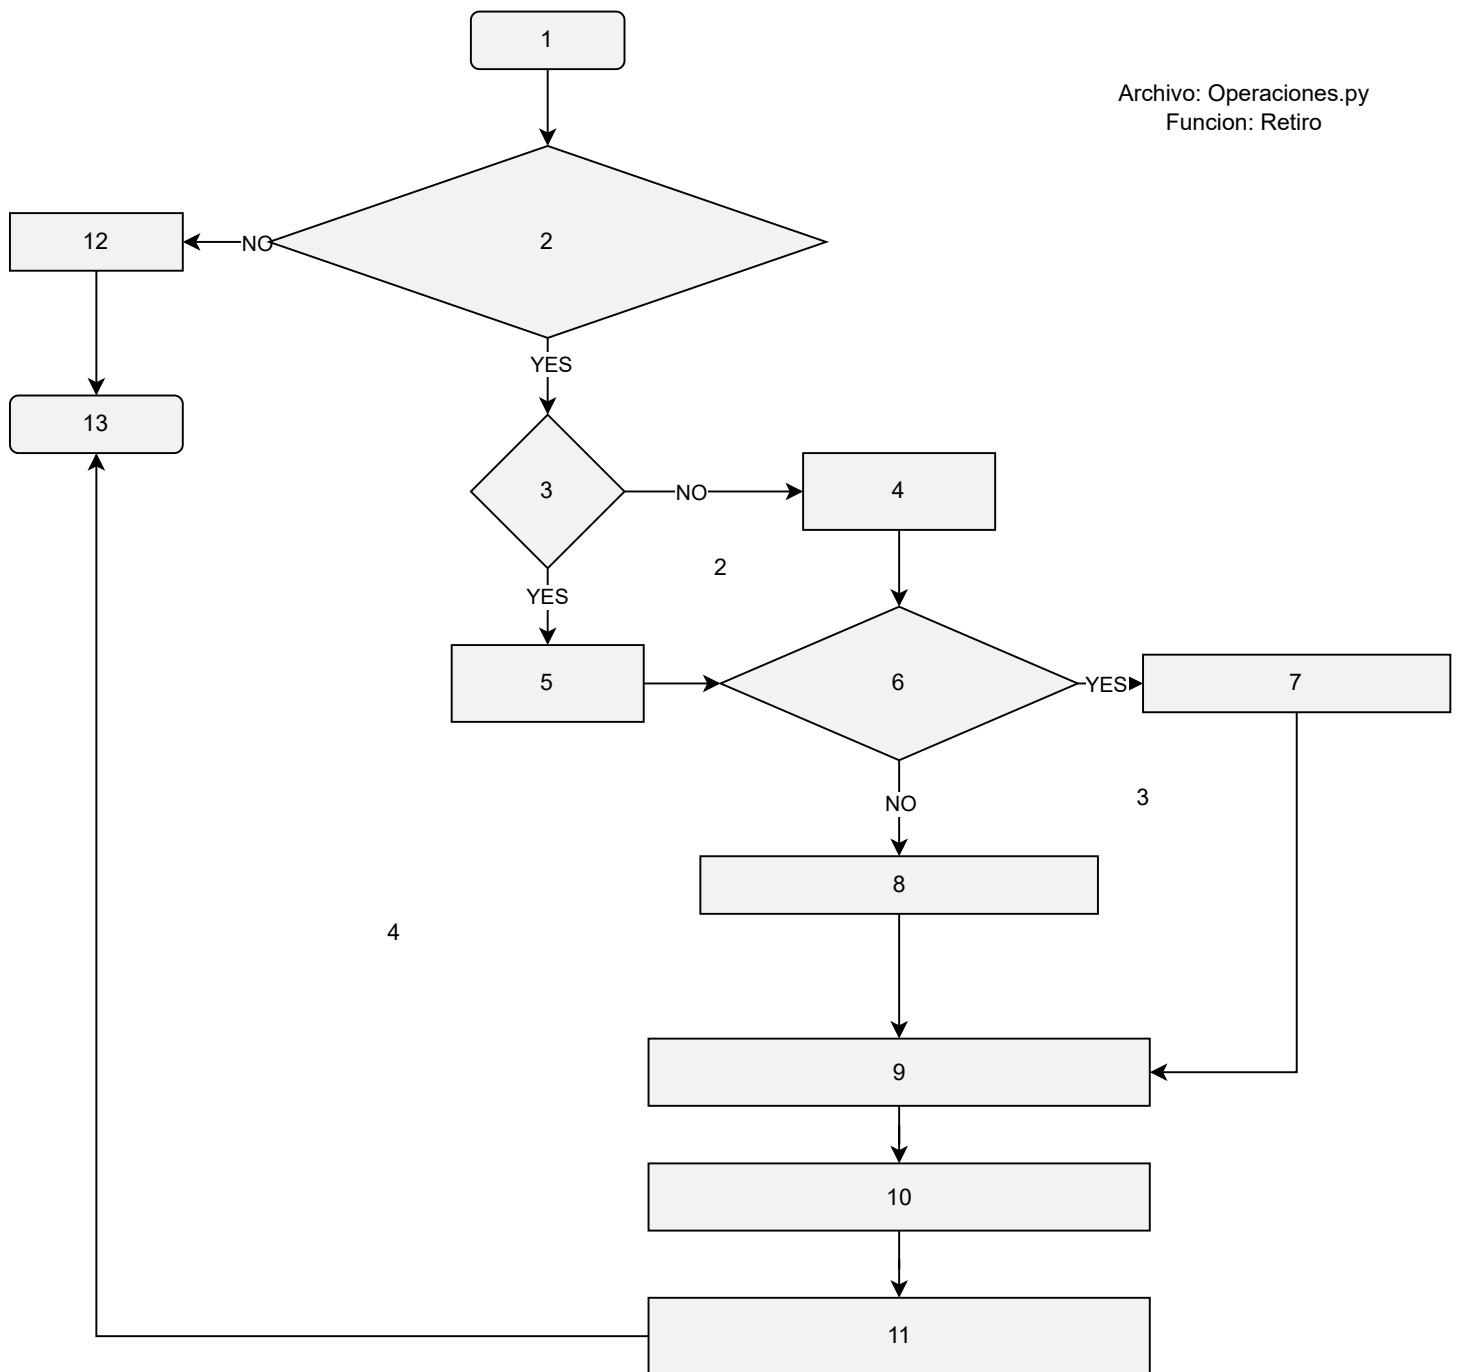 1
Archivo: Operaciones.py
Funcion: Retiro
12
NO
2
YES
13
3
NO
4
2
YES
5
6
YES
7
3
NO
8
4
9
10
11